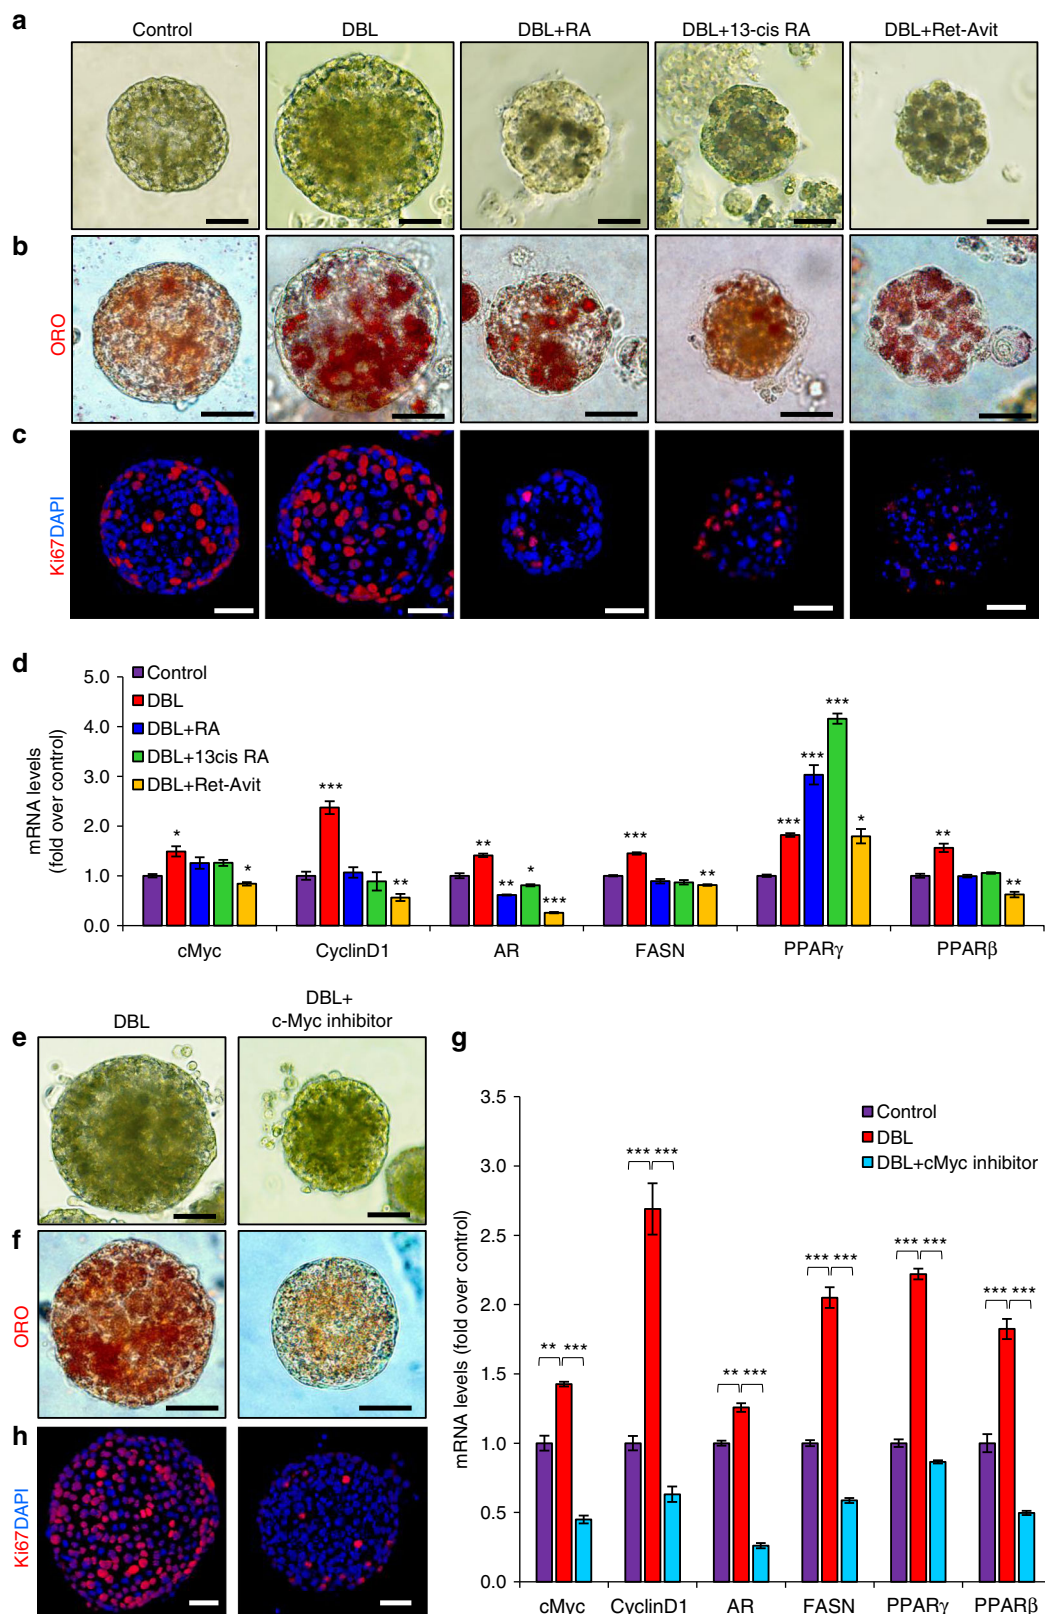 a
Control
DBL
DBL+RA
DBL+13-cis RA
DBL+Ret-Avit
b
ORO
c
Ki67DAPI
d
mRNA levels
(fold over control)
5.0
4.0
3.0
2.0
1.0
0.0
Control
DBL
DBL+RA
DBL+13cis RA
DBL+Ret-Avit
*
*
***
**
**
**
*
***
***
**
***
***
***
*
**
**
cMyc
CyclinD1
AR
FASN
PPARγ
PPARβ
e
DBL
DBL+
c-Myc inhibitor
f
ORO
h
Ki67DAPI
g
mRNA levels (fold over control)
3.5
3.0
2.5
2.0
1.5
1.0
0.5
0.0
Control
DBL
DBL+cMyc inhibitor
** ***
*** ***
** ***
*** ***
*** ***
*** ***
cMyc
CyclinD1
AR
FASN
PPARγ
PPARβ